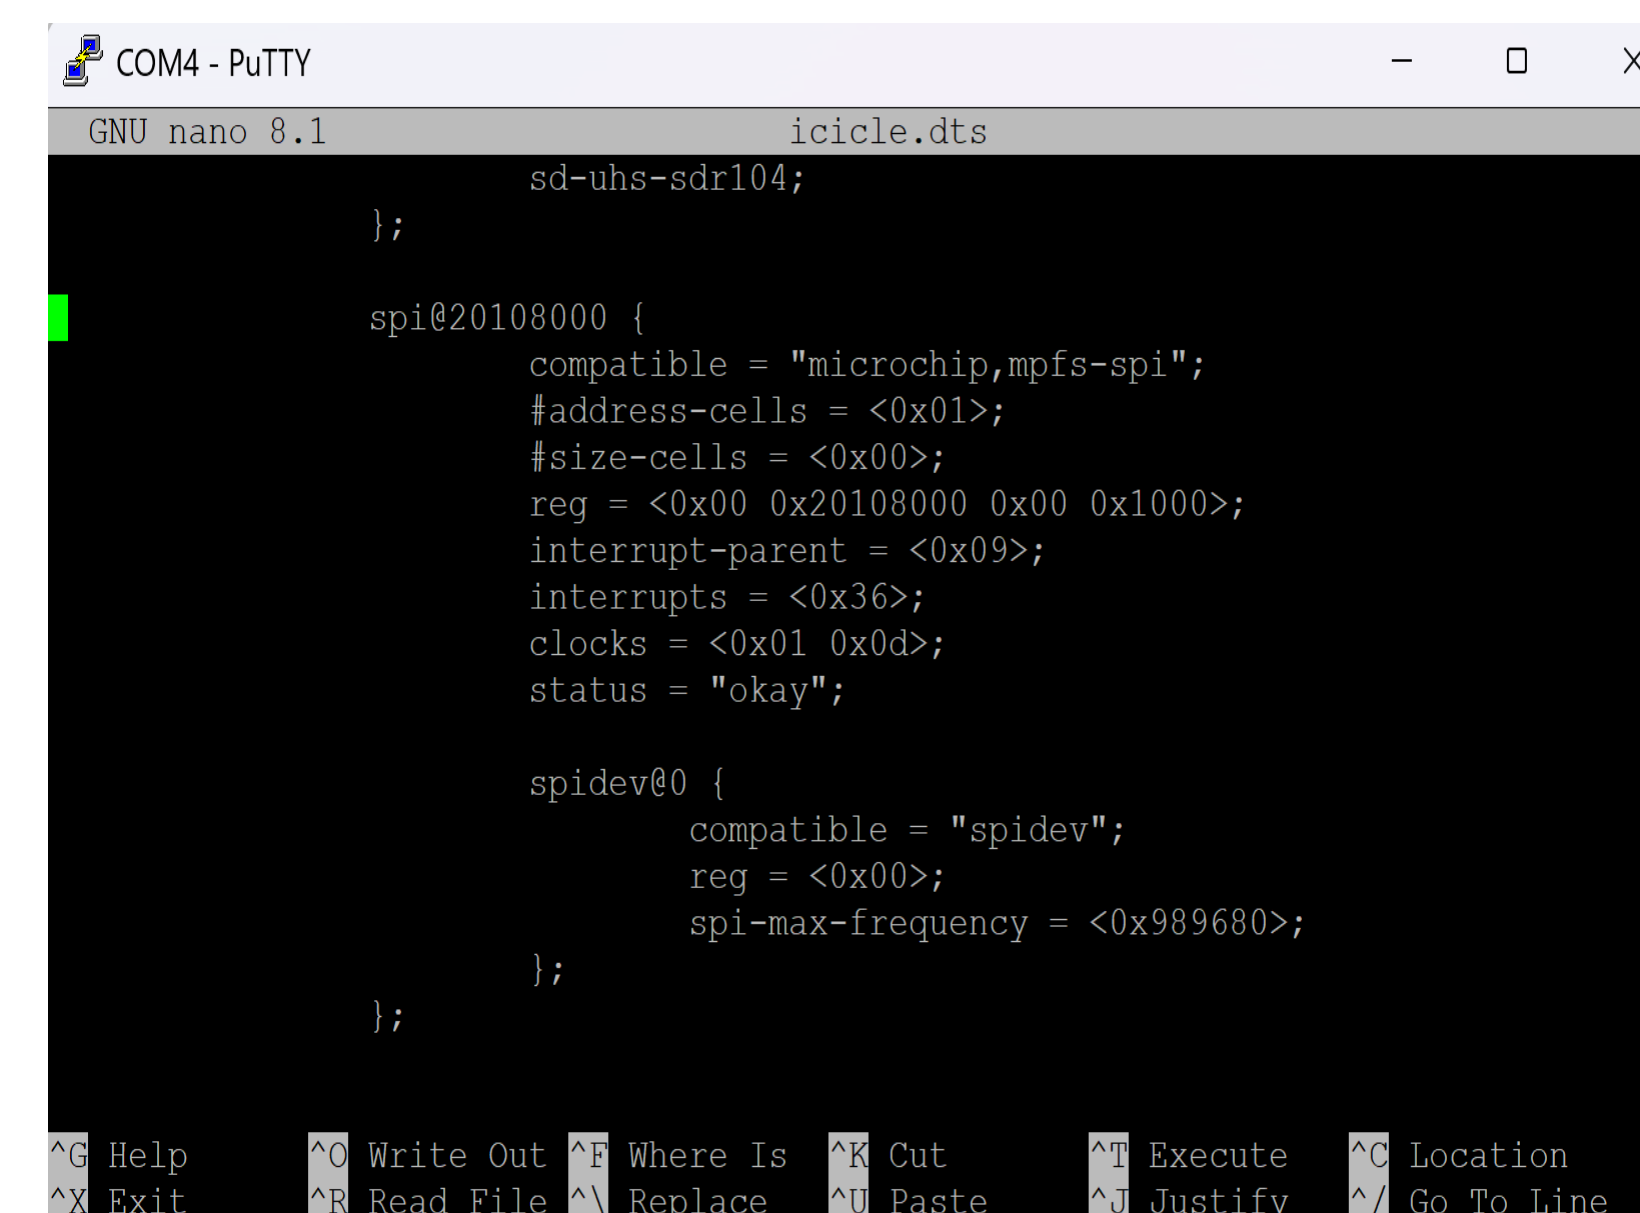 COM4 - PuTTY
GNU nano 8.1 icicle.dts
sd-uhs-sdr104;
};
spi@20108000 {
compatible = "microchip,mpfs-spi";
#address-cells = <0x01>;
#size-cells = <0x00>;
reg = <0x00 0x20108000 0x00 0x1000>;
interrupt-parent = <0x09>;
interrupts = <0x36>;
clocks = <0x01 0x0d>;
status = "okay";
spidev@0 {
compatible = "spidev";
reg = <0x00>;
spi-max-frequency = <0x989680>;
};
};
^G Help ^O Write Out ^F Where Is ^K Cut ^T Execute ^C Location
^X Exit ^R Read File ^\ Replace ^U Paste ^J Justify ^/ Go To Line